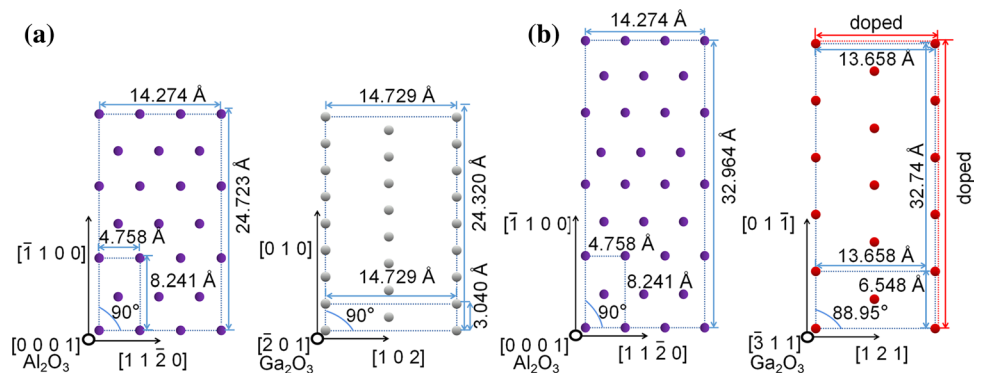 (a)
14.274 Å
24.723 Å
[1̅ 1 0 0]
4.758 Å
8.241 Å
90°
[0 0 0 1]
Al₂O₃
[1 1 2̅ 0]
14.729 Å
24.320 Å
[0 1 0]
14.729 Å
3.040 Å
90°
[2̅ 0 1]
Ga₂O₃
[1 0 2]
(b)
14.274 Å
32.964 Å
[1̅ 1 0 0]
4.758 Å
8.241 Å
90°
[0 0 0 1]
Al₂O₃
[1 1 2̅ 0]
doped
13.658 Å
32.74 Å
doped
[0 1 1̅]
13.658 Å
6.548 Å
88.95°
[3̅ 1 1]
Ga₂O₃
[1 2 1]